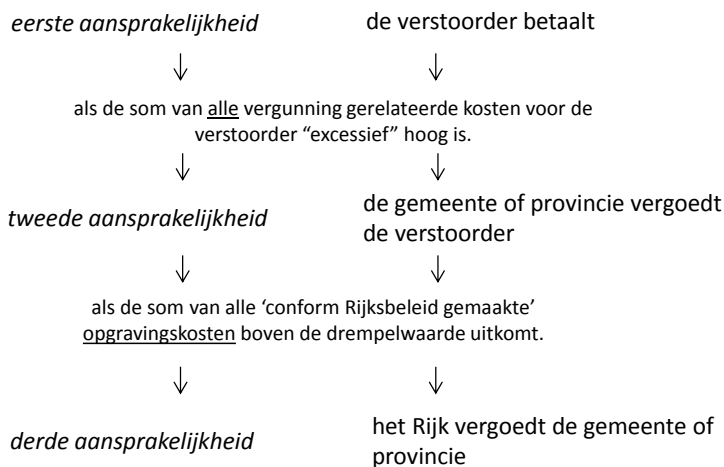 eerste aansprakelijkheid
de verstoorder betaalt
als de som van alle vergunning gerelateerde kosten voor de
verstoorder “excessief” hoog is.
tweede aansprakelijkheid
de gemeente of provincie vergoedt
de verstoorder
als de som van alle ‘conform Rijksbeleid gemaakte’
opgravingskosten boven de drempelwaarde uitkomt.
derde aansprakelijkheid
het Rijk vergoedt de gemeente of
provincie